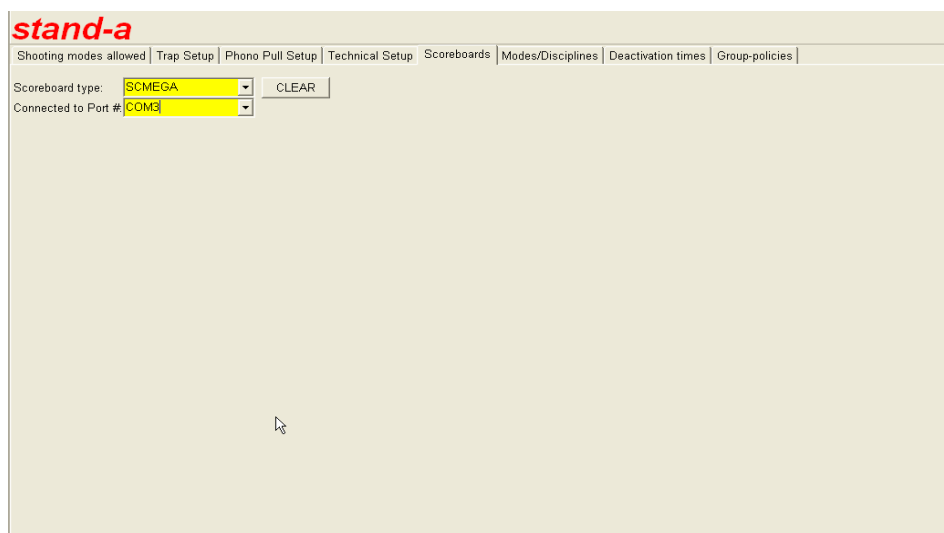 stand-a
Shooting modes allowed Trap Setup Phono Pull Setup Technical Setup Scoreboards Modes/Disciplines Deactivation times Group-policies
Scoreboard type: SCMEGA CLEAR
Connected to Port #: COM3